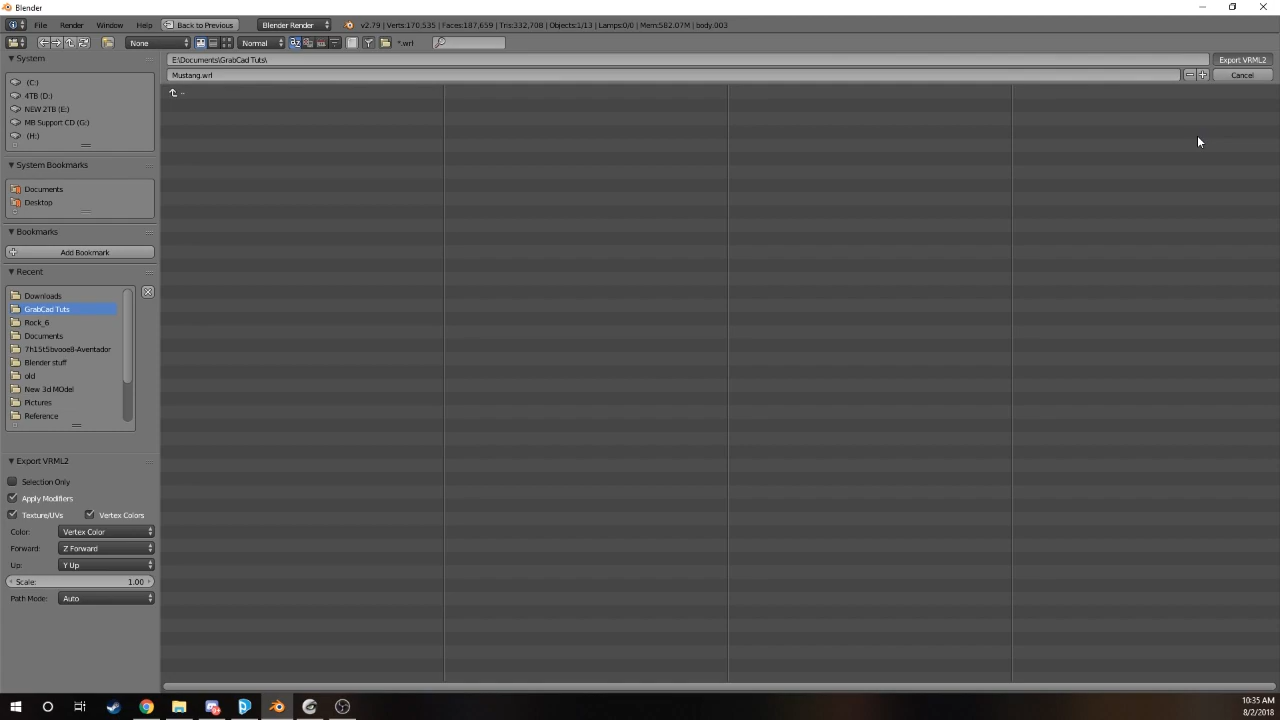 Blender
File Render Window Help Back to Previous Blender Render v2.79 | Verts:170,535 | Faces:187,659 | Tris:332,708 | Objects:1/13 | Lamps:0/0 | Mem:582.07M | body.003
None Normal *.wrl
System
E:\Documents\GrabCad Tuts\ Export VRML2
Mustang.wrl Cancel
(C:)
4TB (D:)
NEW 2TB (E:)
MB Support CD (G:)
(H:)
..
System Bookmarks
Documents
Desktop
Bookmarks
Add Bookmark
Recent
Downloads
GrabCad Tuts
Rock_6
Documents
7h15t5bvooe8-Aventador
Blender stuff
old
New 3d MOdel
Pictures
Reference
Export VRML2
Selection Only
Apply Modifiers
Texture/UVs Vertex Colors
Color: Vertex Color
Forward: Z Forward
Up: Y Up
Scale: 1.00
Path Mode: Auto
10:35 AM
8/2/2018